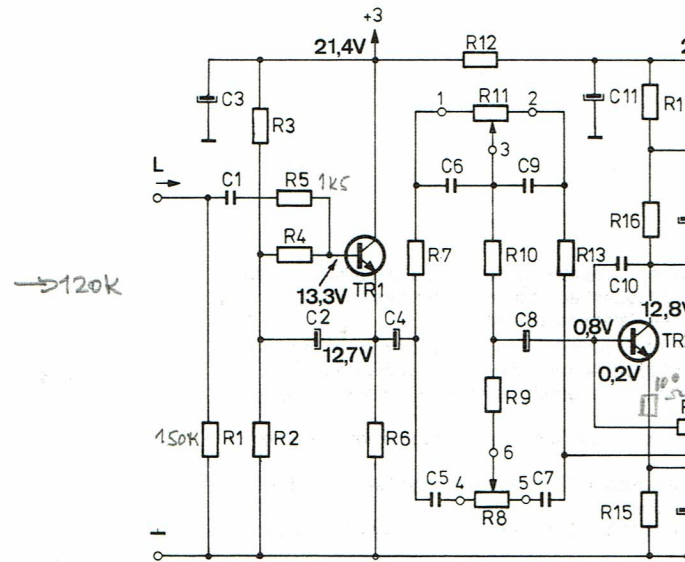 +3
21,4V
R12
1
R11
2
C3
C11
R1
R3
3
L
C6
C9
C1
R5
1K5
R16
R4
R7
R10
R13
TR1
C10
→120K
13,3V
12,8V
C2
C4
C8
0,8V
TR
12,7V
0,2V
10Ω
R9
R
150K
R1
R2
R6
6
C5
4
5
C7
R8
R15